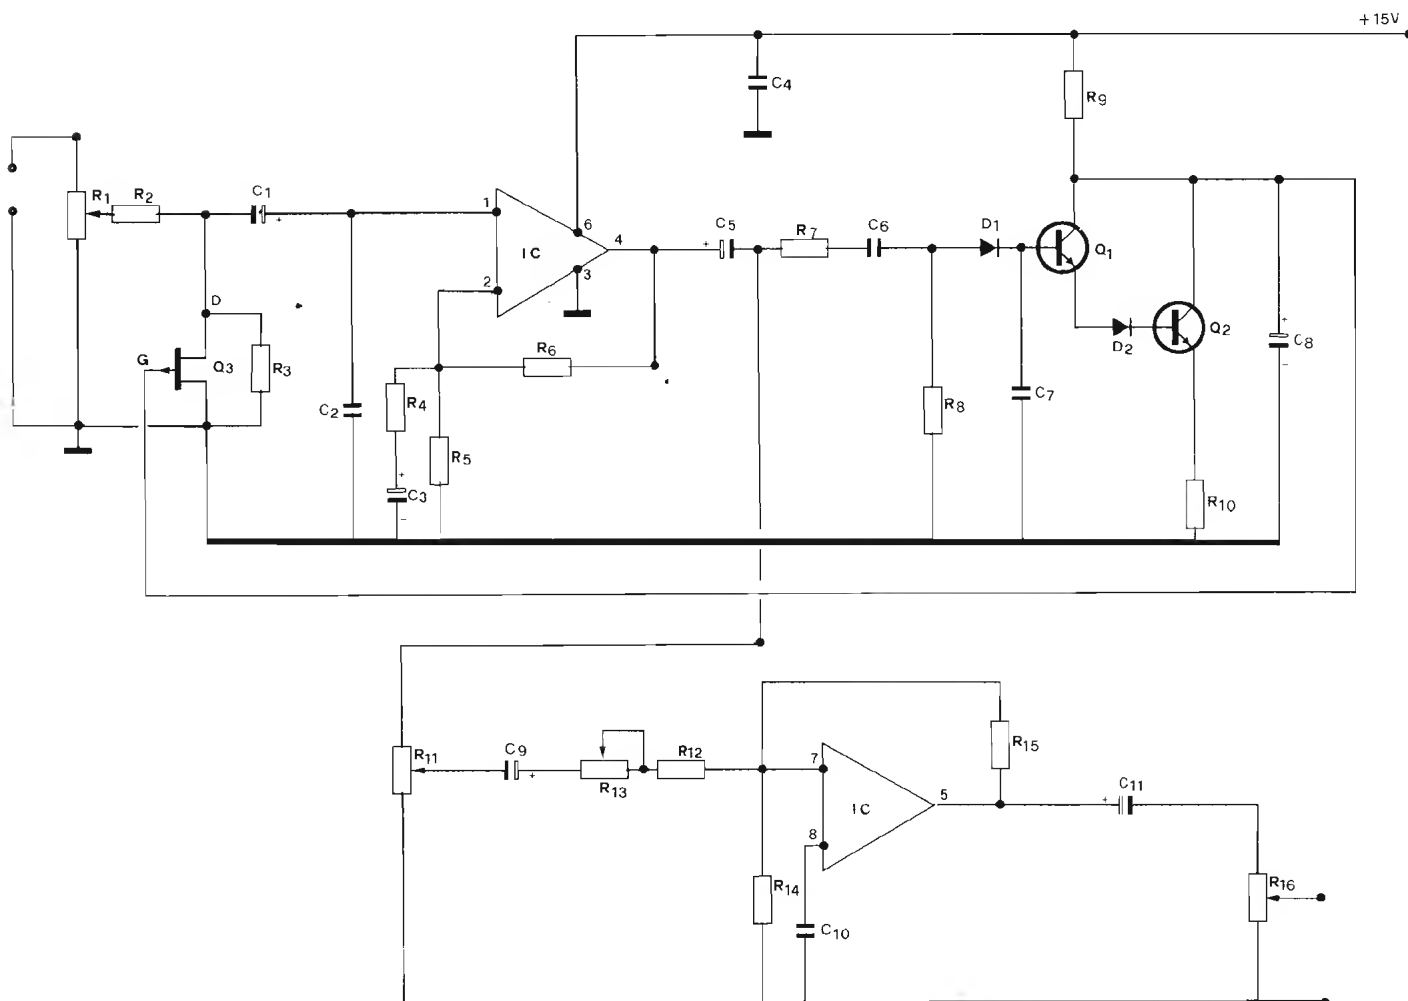 +15V
C4
R9
R1
R2
C1
+
1
6
IC
4
3
2
+
C5
R7
C6
D1
Q1
D2
Q2
+
C8
-
D
G
Q3
R3
R6
R4
C2
R5
+
C3
-
R8
C7
R10
R11
C9
+
R13
R12
7
R15
IC
5
8
+
C11
R14
C10
R16